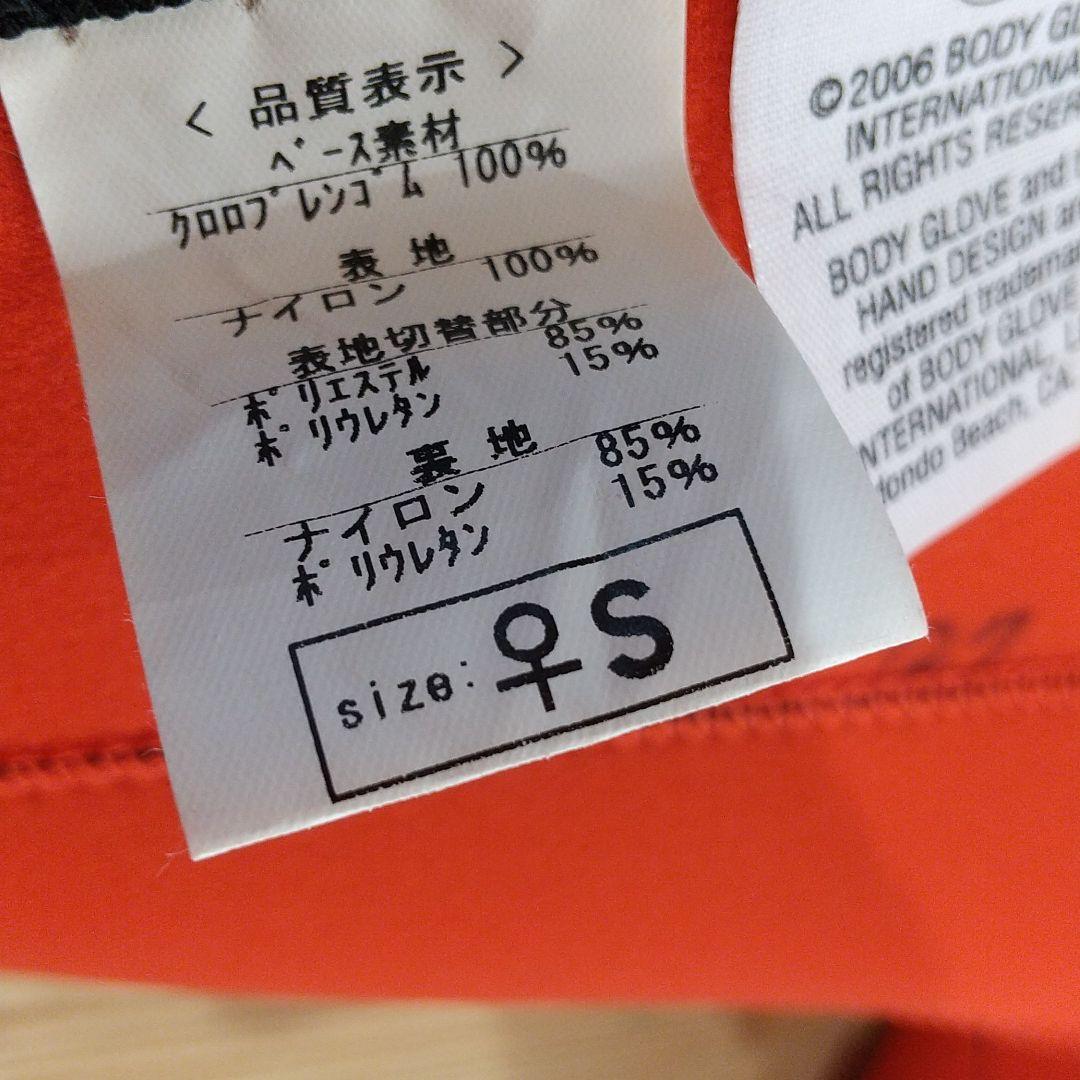 < 品質表示 >
ﾍﾞｰｽ素材
ｸﾛﾛﾌﾟﾚﾝｺﾞﾑ 100%
表 地
ナイロン 100%
表地切替部分
ﾎﾟﾘｴｽﾃﾙ 85%
ﾎﾟﾘｳﾚﾀﾝ 15%
裏 地
ナイロン 85%
ﾎﾟﾘｳﾚﾀﾝ 15%
size: ♀S
©2006 BODY GL
INTERNATIONA
ALL RIGHTS RESER
BODY GLOVE and
HAND DESIGN
registered tradema
of BODY GLOVE
INTERNATIONAL, L
ondo Beach, CA.